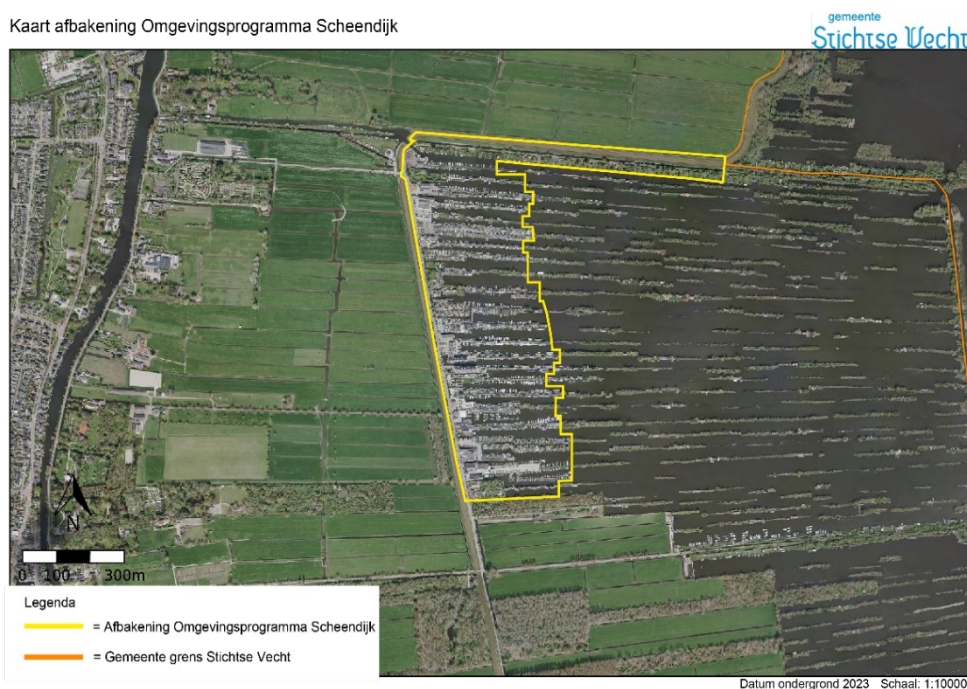 Kaart afbakening Omgevingsprogramma Scheendijk
gemeente
Stichtse Vecht
N
0 100 300m
Legenda
= Afbakening Omgevingsprogramma Scheendijk
= Gemeente grens Stichtse Vecht
Datum ondergrond 2023 Schaal: 1:10000